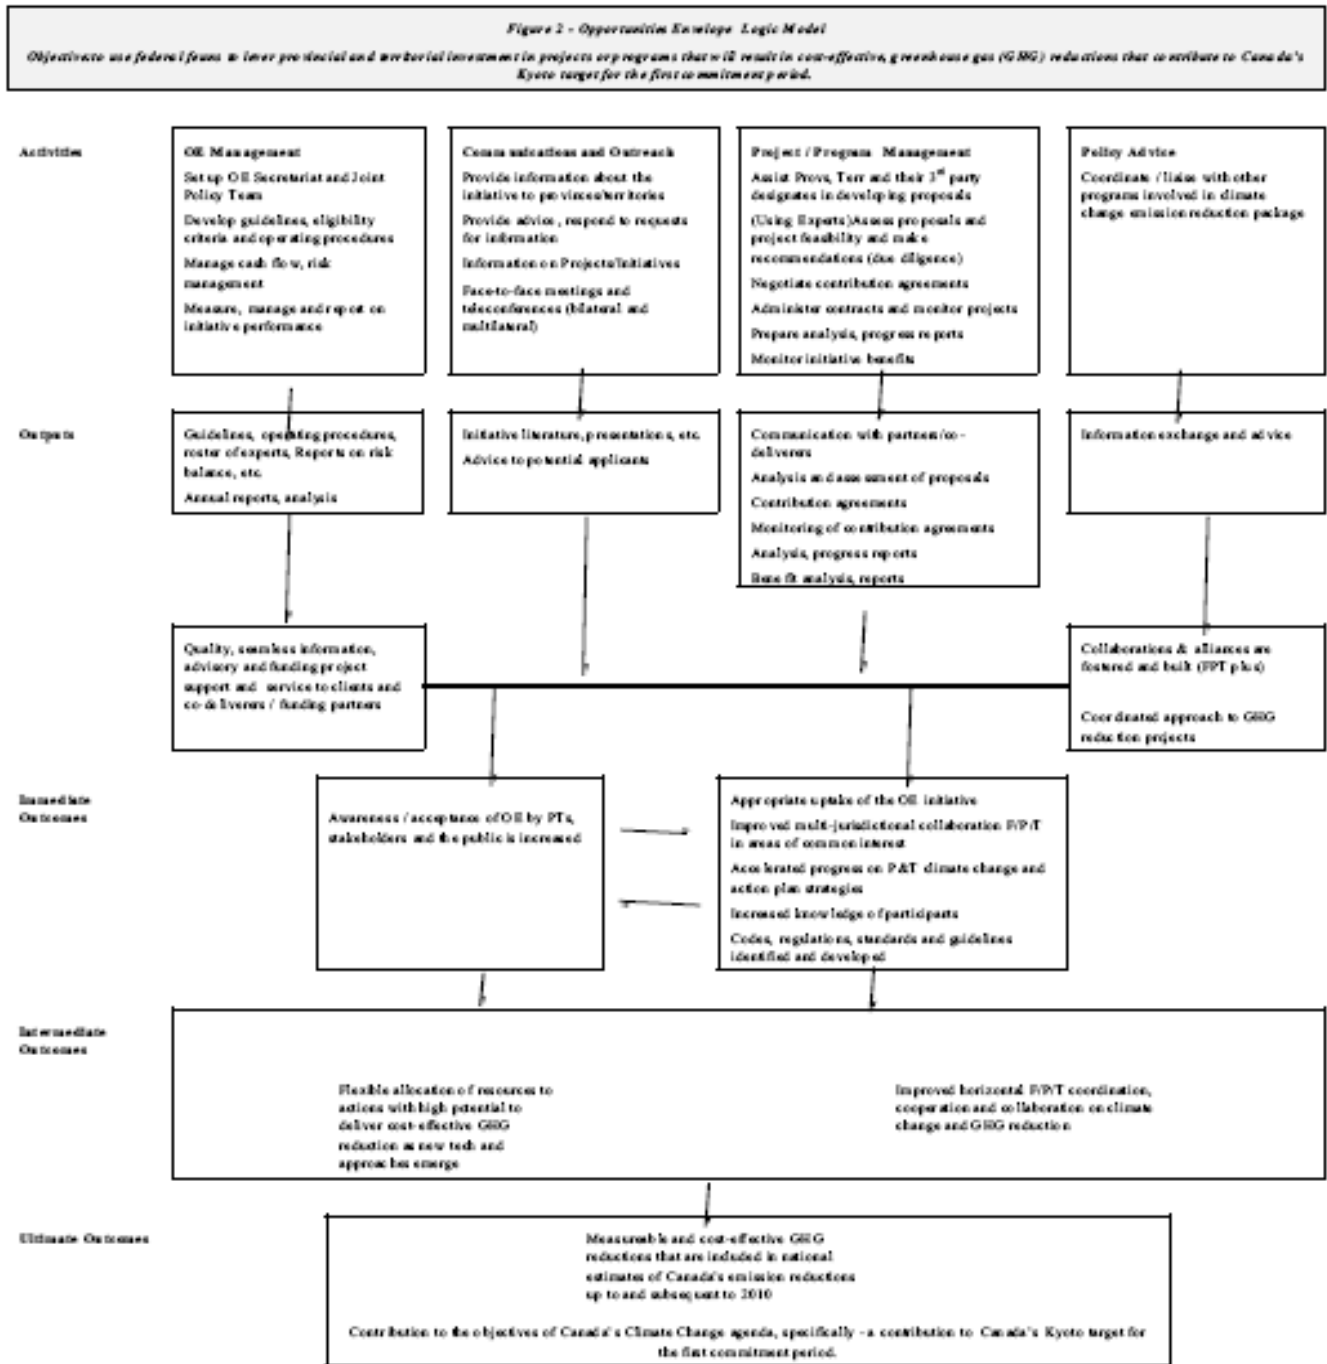 Figure 2 - Opportunities Envelope Logic Model
Objective: to use federal funds to lever provincial and territorial investment in projects or programs that will result in cost-effective, greenhouse gas (GHG) reductions that contribute to Canada's
Kyoto target for the first commitment period.
Activities
OE Management
Set up OE Secretariat and Joint
Policy Team
Develop guidelines, eligibility
criteria and operating procedures
Manage cash flow, risk
management
Measure, manage and report on
initiative performance
Communications and Outreach
Provide information about the
initiative to provinces/territories
Provide advice, respond to requests
for information
Information on Projects/Initiatives
Face-to-face meetings and
teleconferences (bilateral and
multilateral)
Project / Program Management
Assist Provs, Terr and their 3rd party
designates in developing proposals
(Using Experts)Assess proposals and
project feasibility and make
recommendations (due diligence)
Negotiate contribution agreements
Administer contracts and monitor projects
Prepare analysis, progress reports
Monitor initiative benefits
Policy Advice
Coordinate / liaise with other
programs involved in climate
change emission reduction package
Outputs
Guidelines, operating procedures,
roster of experts, Reports on risk
balance, etc.
Annual reports, analysis
Initiative literature, presentations, etc.
Advice to potential applicants
Communication with partners/co-
deliverers
Analysis and assessment of proposals
Contribution agreements
Monitoring of contribution agreements
Analysis, progress reports
Benefit analysis, reports
Information exchange and advice
Quality, seamless information,
advisory and funding project
support and service to clients and
co-deliverers / funding partners
Collaborations & alliances are
fostered and built (FPT plus)
Coordinated approach to GHG
reduction projects
Immediate
Outcomes
Awareness / acceptance of OE by PTs,
stakeholders and the public is increased
Appropriate uptake of the OE initiative
Improved multi-jurisdictional collaboration F/P/T
in areas of common interest
Accelerated progress on P&T climate change and
action plan strategies
Increased knowledge of participants
Codes, regulations, standards and guidelines
identified and developed
Intermediate
Outcomes
Flexible allocation of resources to
actions with high potential to
deliver cost-effective GHG
reduction as new tech and
approaches emerge
Improved horizontal F/P/T coordination,
cooperation and collaboration on climate
change and GHG reduction
Ultimate Outcomes
Measureable and cost-effective GHG
reductions that are included in national
estimates of Canada's emission reductions
up to and subsequent to 2010
Contribution to the objectives of Canada's Climate Change agenda, specifically - a contribution to Canada's Kyoto target for
the first commitment period.